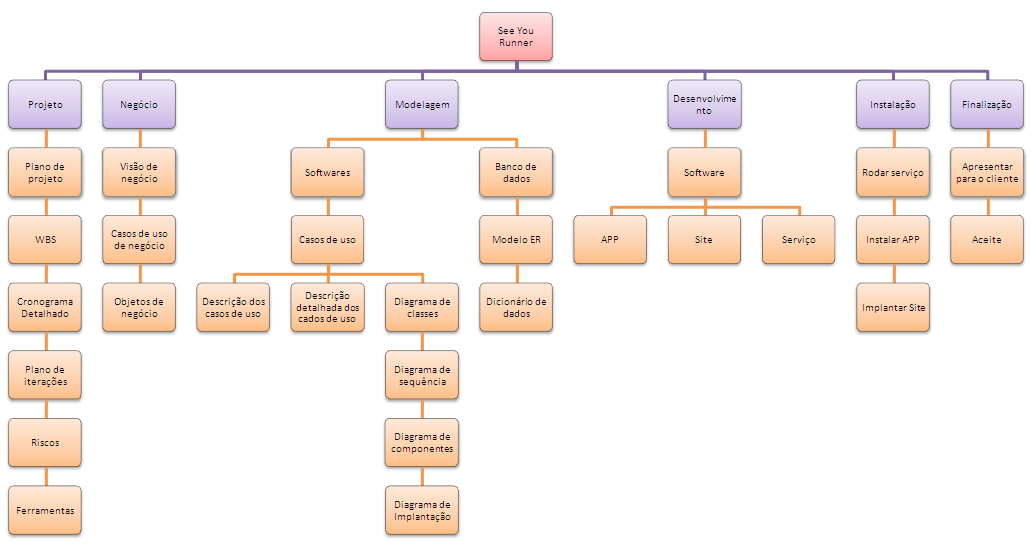 See You
Runner
Projeto
Negócio
Modelagem
Desenvolvime
nto
Instalação
Finalização
Plano de
projeto
Visão de
negócio
Softwares
Banco de
dados
Software
Rodar serviço
Apresentar
para o cliente
WBS
Casos de uso
de negócio
Casos de uso
Modelo ER
APP
Site
Serviço
Instalar APP
Aceite
Cronograma
Detalhado
Objetos de
negócio
Descrição dos
casos de uso
Descrição
detalhada dos
cados de uso
Diagrama de
classes
Dicionário de
dados
Implantar Site
Plano de
iterações
Diagrama de
sequência
Riscos
Diagrama de
componentes
Ferramentas
Diagrama de
Implantação